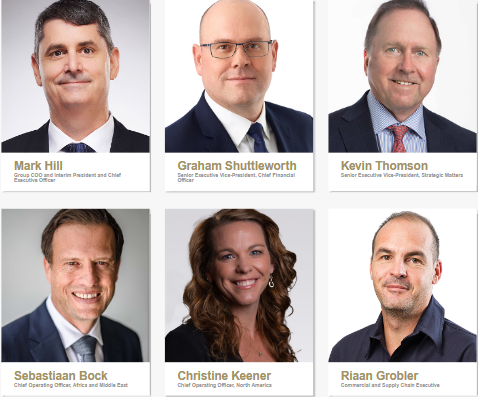 Mark Hill
Group COO and Interim President and Chief
Executive Officer
Graham Shuttleworth
Senior Executive Vice-President, Chief Financial
Officer
Kevin Thomson
Senior Executive Vice-President, Strategic Matters
Sebastiaan Bock
Chief Operating Officer, Africa and Middle East
Christine Keener
Chief Operating Officer, North America
Riaan Grobler
Commercial and Supply Chain Executive